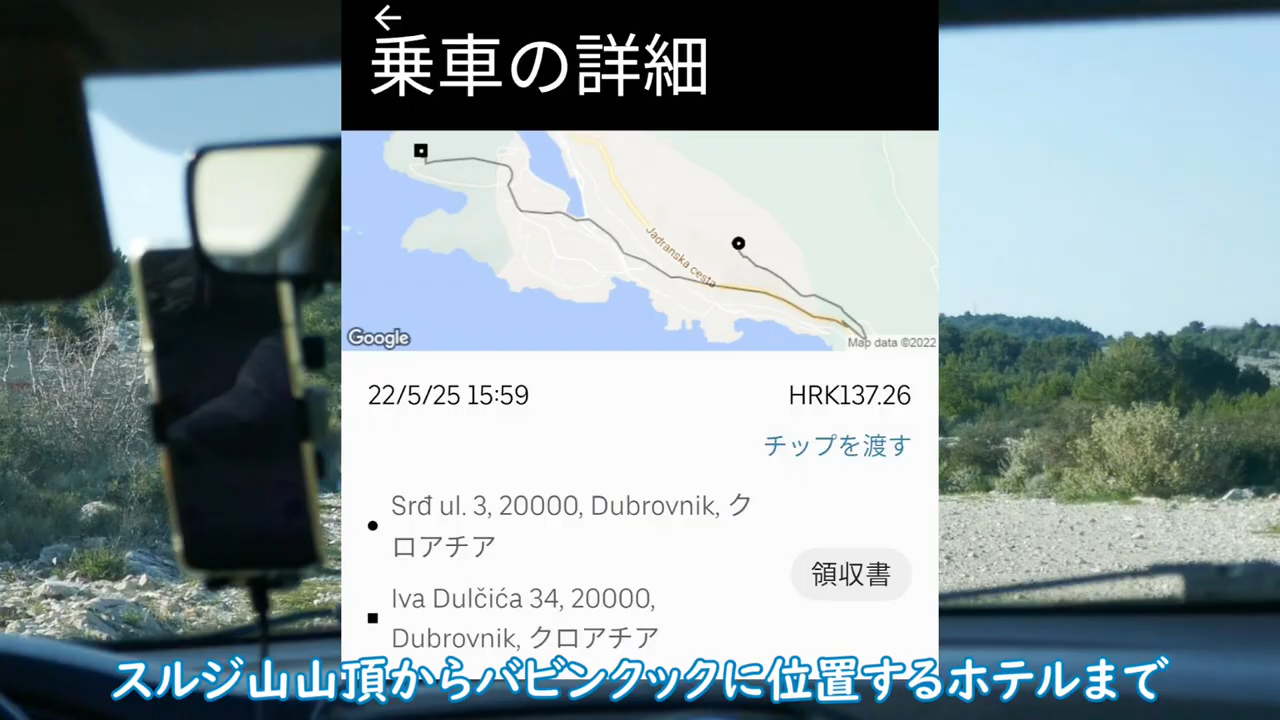 ←
乗車の詳細
Jadranska cesta
Google
Map data ©2022
22/5/25 15:59
HRK137.26
チップを渡す
Srđ ul. 3, 20000, Dubrovnik, ク
ロアチア
領収書
Iva Dulčića 34, 20000,
Dubrovnik, クロアチア
スルジ山山頂からバビンクックに位置するホテルまで